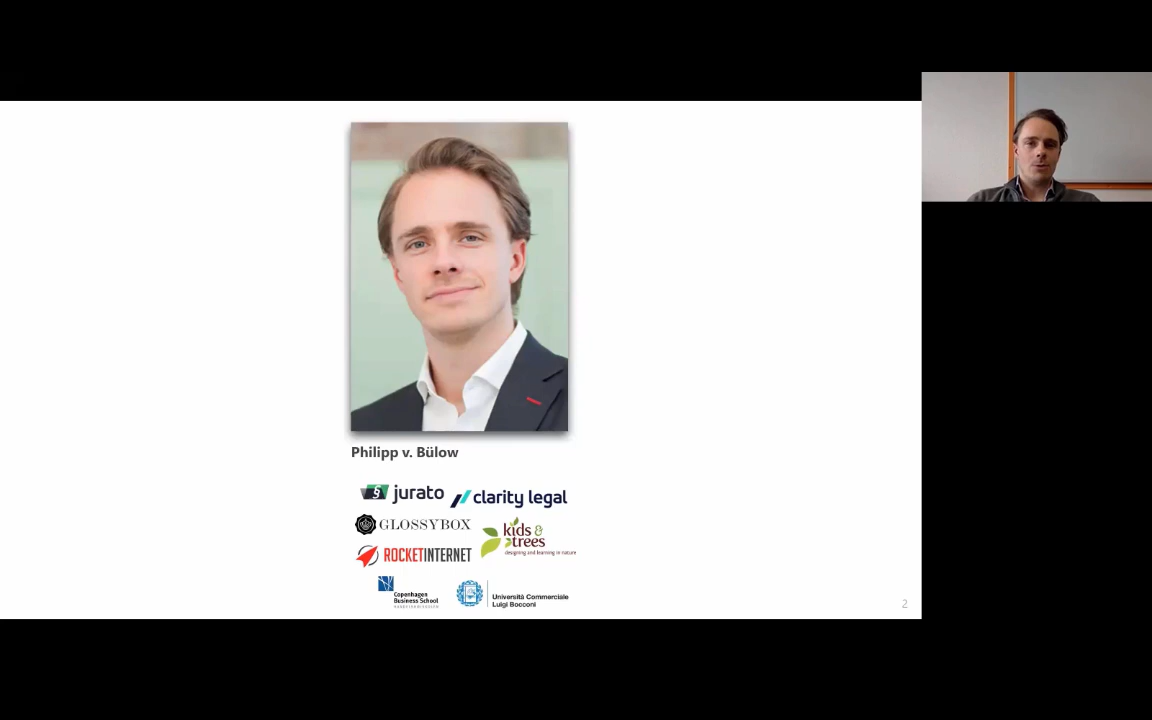 Philipp v. Bülow
§ jurato
clarity legal
GLOSSYBOX
kids &
trees
designing and learning in nature
ROCKETINTERNET
Copenhagen
Business School
Università Commerciale
Luigi Bocconi
2